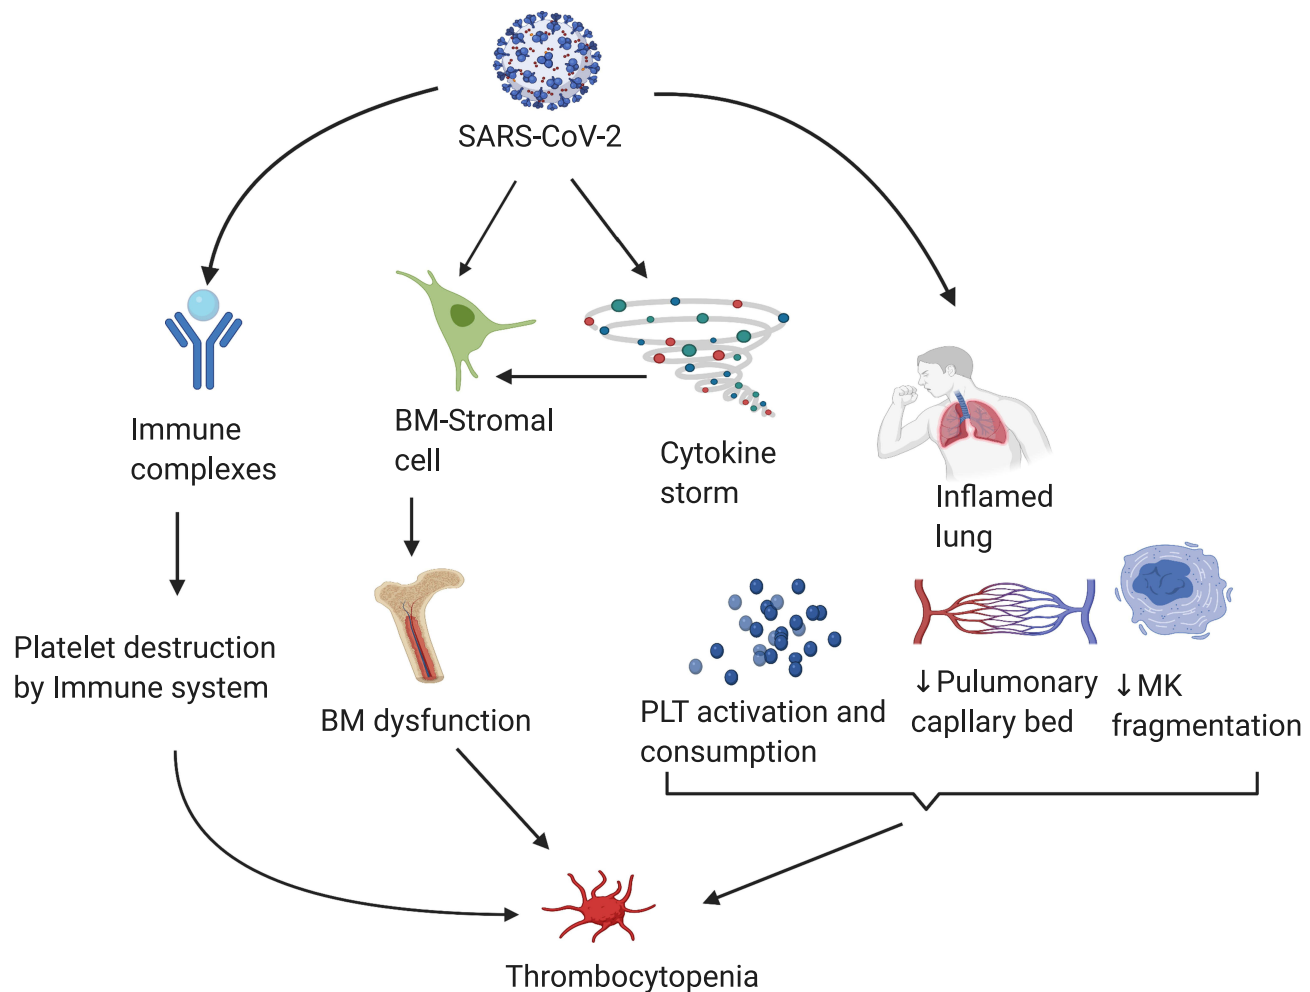 SARS-CoV-2
Immune
complexes
BM-Stromal
cell
Cytokine
storm
Inflamed
lung
Platelet destruction
by Immune system
BM dysfunction
PLT activation and
consumption
↓Pulumonary
capllary bed
↓MK
fragmentation
Thrombocytopenia